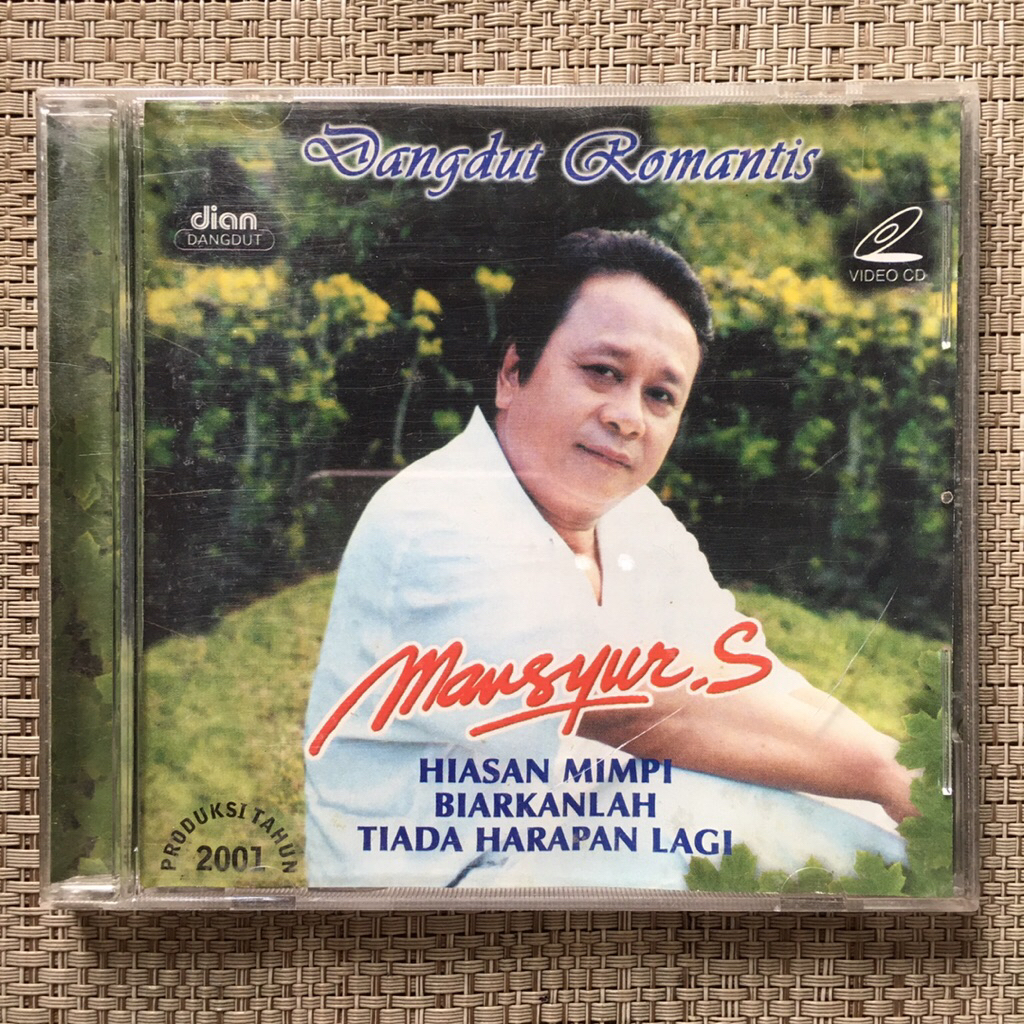 Dangdut Romantis
dian
DANGDUT
VIDEO CD
Mansyur.S
HIASAN MIMPI
BIARKANLAH
TIADA HARAPAN LAGI
PRODUKSI TAHUN
2001